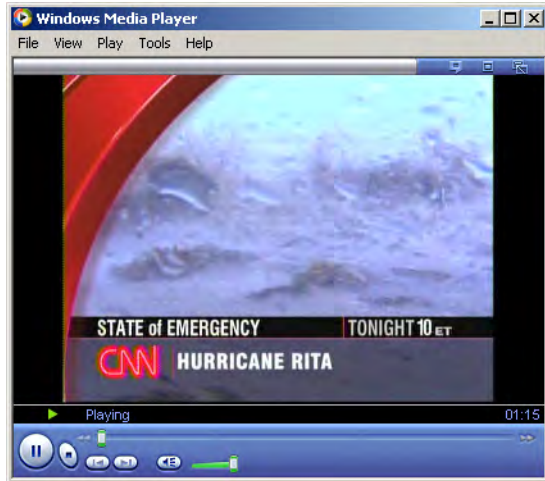 Windows Media Player
File View Play Tools Help
STATE of EMERGENCY TONIGHT 10 ET
CNN HURRICANE RITA
Playing 01:15